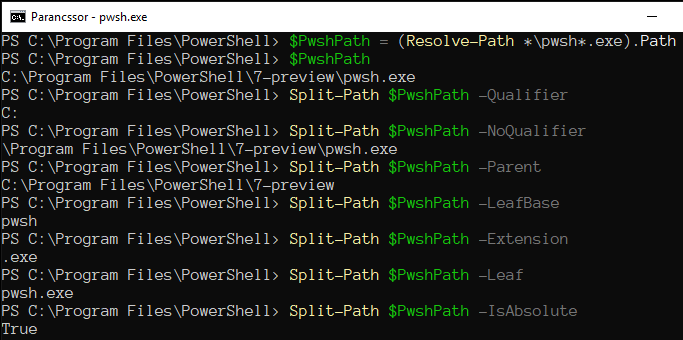 Parancssor - pwsh.exe
PS C:\Program Files\PowerShell> $PwshPath = (Resolve-Path *\pwsh*.exe).Path
PS C:\Program Files\PowerShell> $PwshPath
C:\Program Files\PowerShell\7-preview\pwsh.exe
PS C:\Program Files\PowerShell> Split-Path $PwshPath -Qualifier
C:
PS C:\Program Files\PowerShell> Split-Path $PwshPath -NoQualifier
\Program Files\PowerShell\7-preview\pwsh.exe
PS C:\Program Files\PowerShell> Split-Path $PwshPath -Parent
C:\Program Files\PowerShell\7-preview
PS C:\Program Files\PowerShell> Split-Path $PwshPath -LeafBase
pwsh
PS C:\Program Files\PowerShell> Split-Path $PwshPath -Extension
.exe
PS C:\Program Files\PowerShell> Split-Path $PwshPath -Leaf
pwsh.exe
PS C:\Program Files\PowerShell> Split-Path $PwshPath -IsAbsolute
True